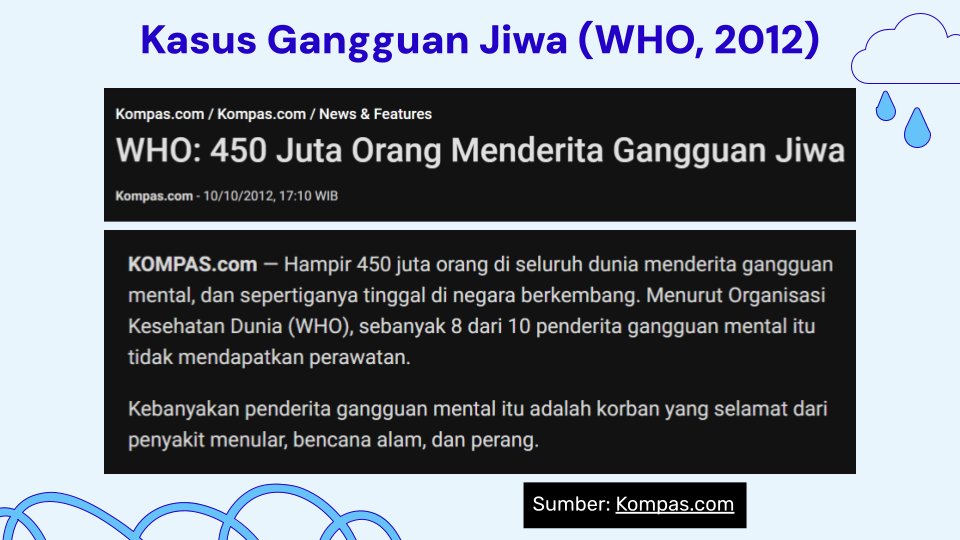 Kasus Gangguan Jiwa (WHO, 2012)
Kompas.com / Kompas.com / News & Features
WHO: 450 Juta Orang Menderita Gangguan Jiwa
Kompas.com - 10/10/2012, 17:10 WIB
KOMPAS.com — Hampir 450 juta orang di seluruh dunia menderita gangguan
mental, dan sepertiganya tinggal di negara berkembang. Menurut Organisasi
Kesehatan Dunia (WHO), sebanyak 8 dari 10 penderita gangguan mental itu
tidak mendapatkan perawatan.
Kebanyakan penderita gangguan mental itu adalah korban yang selamat dari
penyakit menular, bencana alam, dan perang.
Sumber: Kompas.com